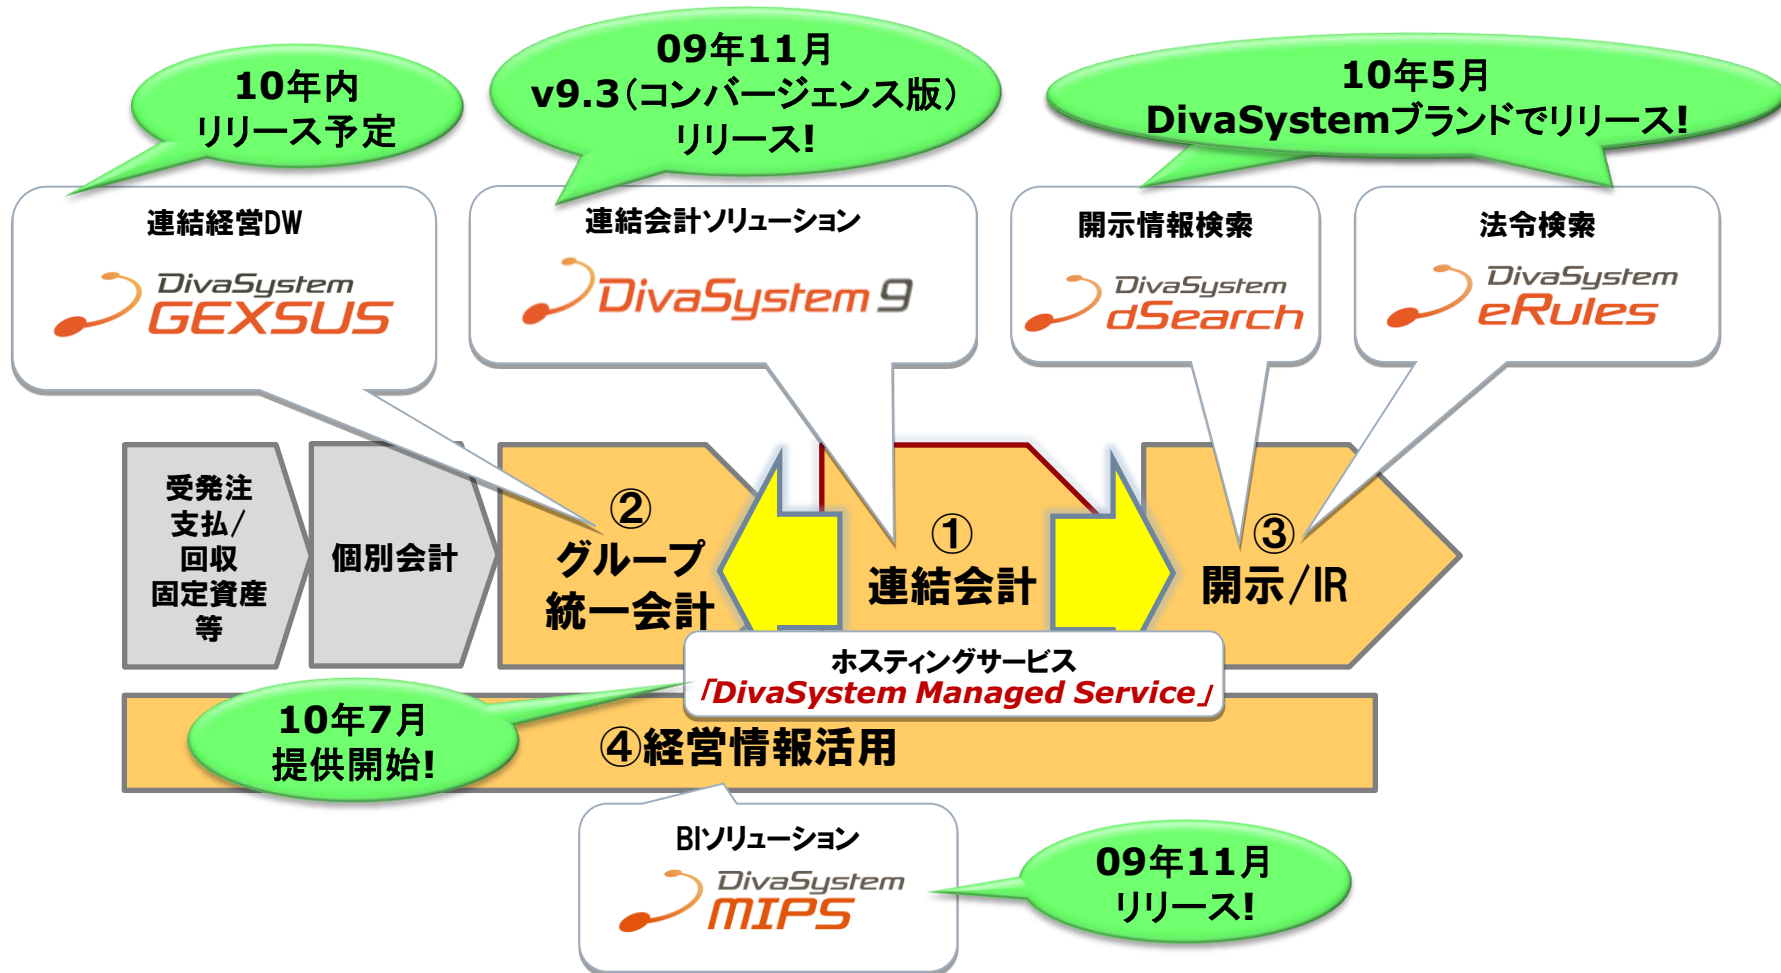 10年内
リリース予定
09年11月
v9.3（コンバージェンス版）
リリース!
10年5月
DivaSystemブランドでリリース!
連結経営DW
DivaSystem
GEXSUS
連結会計ソリューション
DivaSystem 9
開示情報検索
DivaSystem
dSearch
法令検索
DivaSystem
eRules
受発注
支払/
回収
固定資産
等
個別会計
②
グループ
統一会計
①
連結会計
③
開示/IR
ホスティングサービス
「DivaSystem Managed Service」
10年7月
提供開始!
④経営情報活用
BIソリューション
DivaSystem
MIPS
09年11月
リリース!